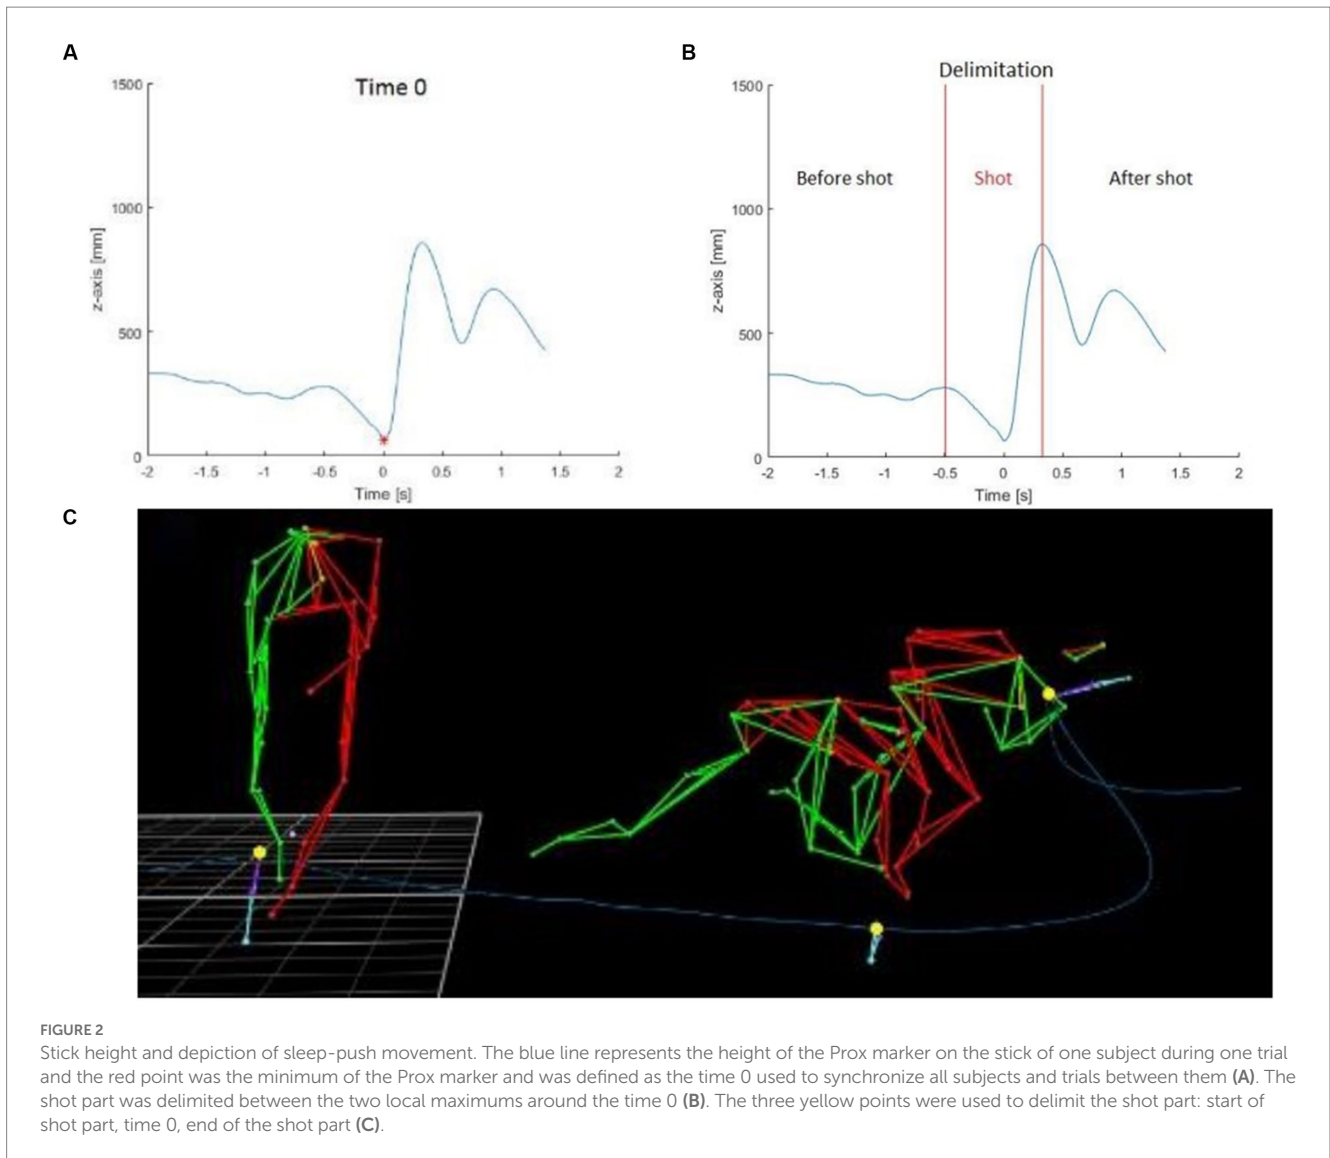 A
Time 0
1500
1000
500
0
z-axis [mm]
-2 -1.5 -1 -0.5 0 0.5 1 1.5 2
Time [s]
B
Delimitation
Before shot Shot After shot
1500
1000
500
0
z-axis [mm]
-2 -1.5 -1 -0.5 0 0.5 1 1.5 2
Time [s]
C
FIGURE 2
Stick height and depiction of sleep-push movement. The blue line represents the height of the Prox marker on the stick of one subject during one trial
and the red point was the minimum of the Prox marker and was defined as the time 0 used to synchronize all subjects and trials between them (A). The
shot part was delimited between the two local maximums around the time 0 (B). The three yellow points were used to delimit the shot part: start of
shot part, time 0, end of the shot part (C).